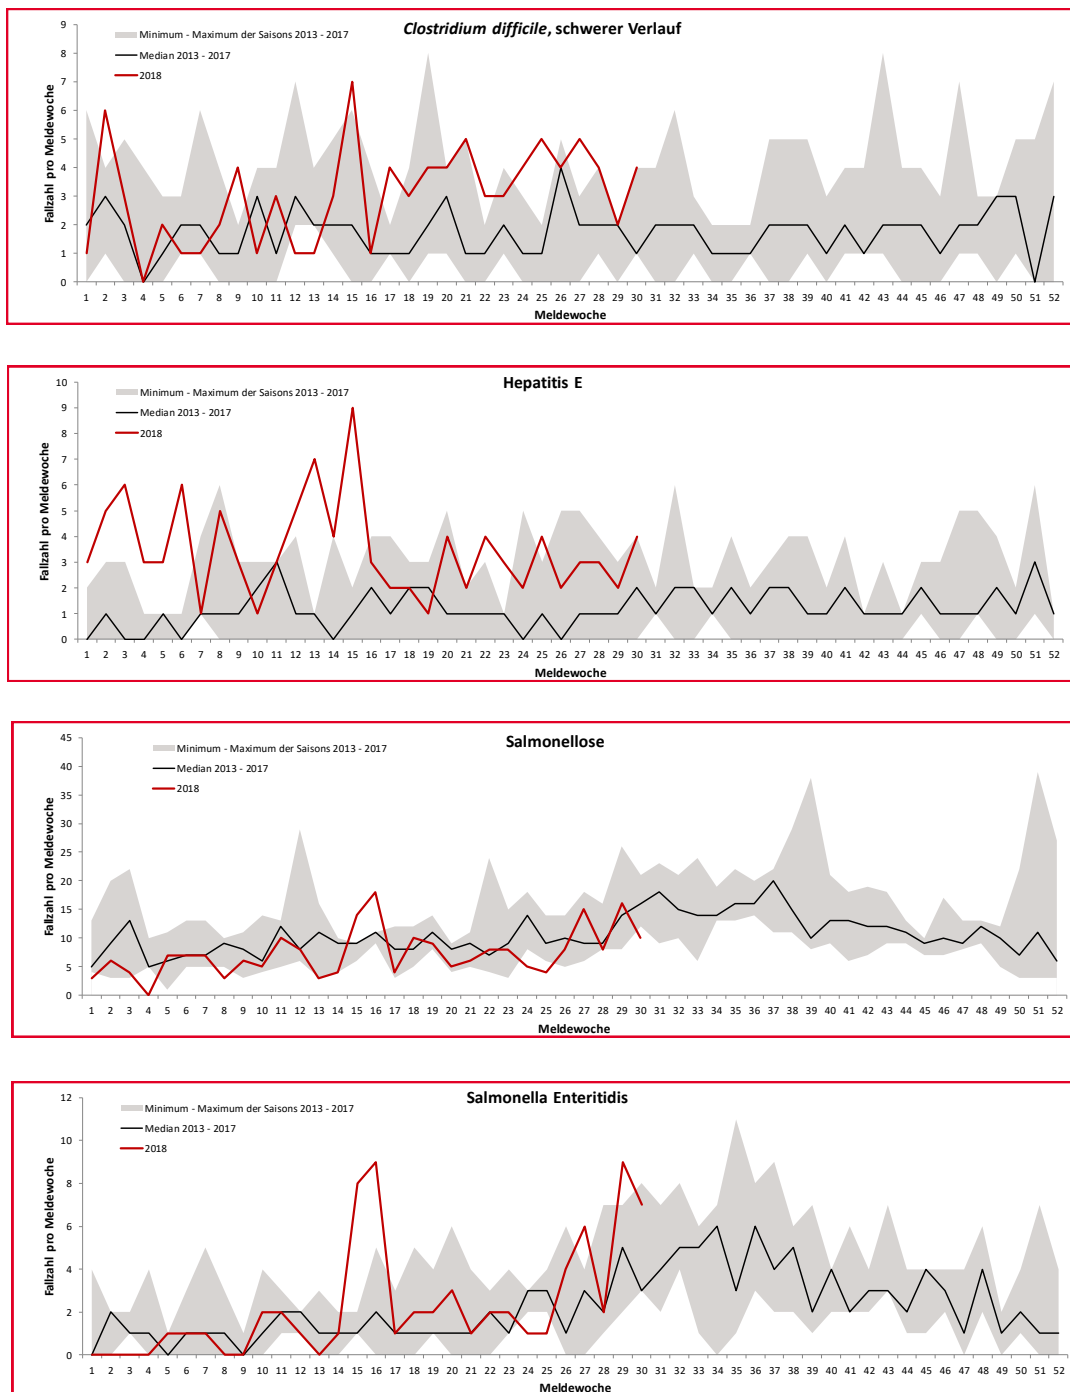 Clostridium difficile, schwerer Verlauf
Minimum - Maximum der Saisons 2013 - 2017
Median 2013 - 2017
2018
Fallzahl pro Meldewoche
9
8
7
6
5
4
3
2
1
0
1 2 3 4 5 6 7 8 9 10 11 12 13 14 15 16 17 18 19 20 21 22 23 24 25 26 27 28 29 30 31 32 33 34 35 36 37 38 39 40 41 42 43 44 45 46 47 48 49 50 51 52
Meldewoche
Hepatitis E
Minimum - Maximum der Saisons 2013 - 2017
Median 2013 - 2017
2018
Fallzahl pro Meldewoche
10
9
8
7
6
5
4
3
2
1
0
1 2 3 4 5 6 7 8 9 10 11 12 13 14 15 16 17 18 19 20 21 22 23 24 25 26 27 28 29 30 31 32 33 34 35 36 37 38 39 40 41 42 43 44 45 46 47 48 49 50 51 52
Meldewoche
Salmonellose
Minimum - Maximum der Saisons 2013 - 2017
Median 2013 - 2017
2018
Fallzahl pro Meldewoche
45
40
35
30
25
20
15
10
5
0
1 2 3 4 5 6 7 8 9 10 11 12 13 14 15 16 17 18 19 20 21 22 23 24 25 26 27 28 29 30 31 32 33 34 35 36 37 38 39 40 41 42 43 44 45 46 47 48 49 50 51 52
Meldewoche
Salmonella Enteritidis
Minimum - Maximum der Saisons 2013 - 2017
Median 2013 - 2017
2018
Fallzahl pro Meldewoche
12
10
8
6
4
2
0
1 2 3 4 5 6 7 8 9 10 11 12 13 14 15 16 17 18 19 20 21 22 23 24 25 26 27 28 29 30 31 32 33 34 35 36 37 38 39 40 41 42 43 44 45 46 47 48 49 50 51 52
Meldewoche